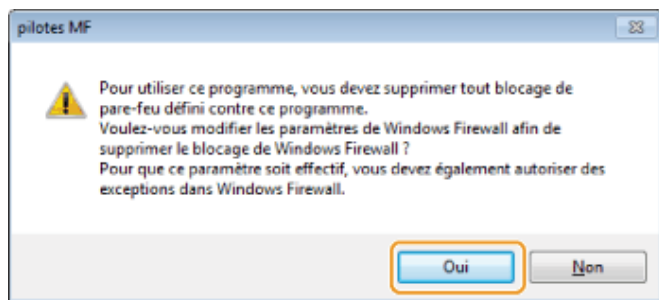 pilotes MF
Pour utiliser ce programme, vous devez supprimer tout blocage de
pare-feu défini contre ce programme.
Voulez-vous modifier les paramètres de Windows Firewall afin de
supprimer le blocage de Windows Firewall ?
Pour que ce paramètre soit effectif, vous devez également autoriser des
exceptions dans Windows Firewall.
Oui
Non